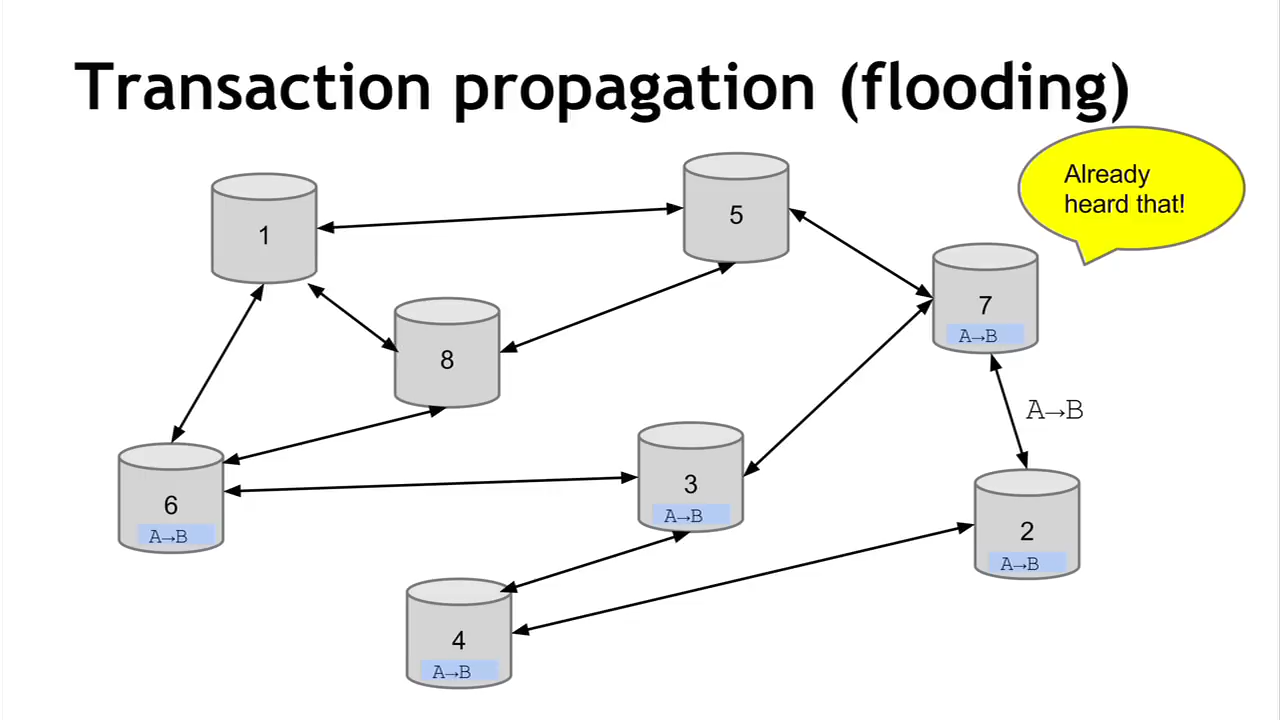 Transaction propagation (flooding)
Already
heard that!
1
5
7
A→B
8
A→B
6
A→B
3
A→B
2
A→B
4
A→B